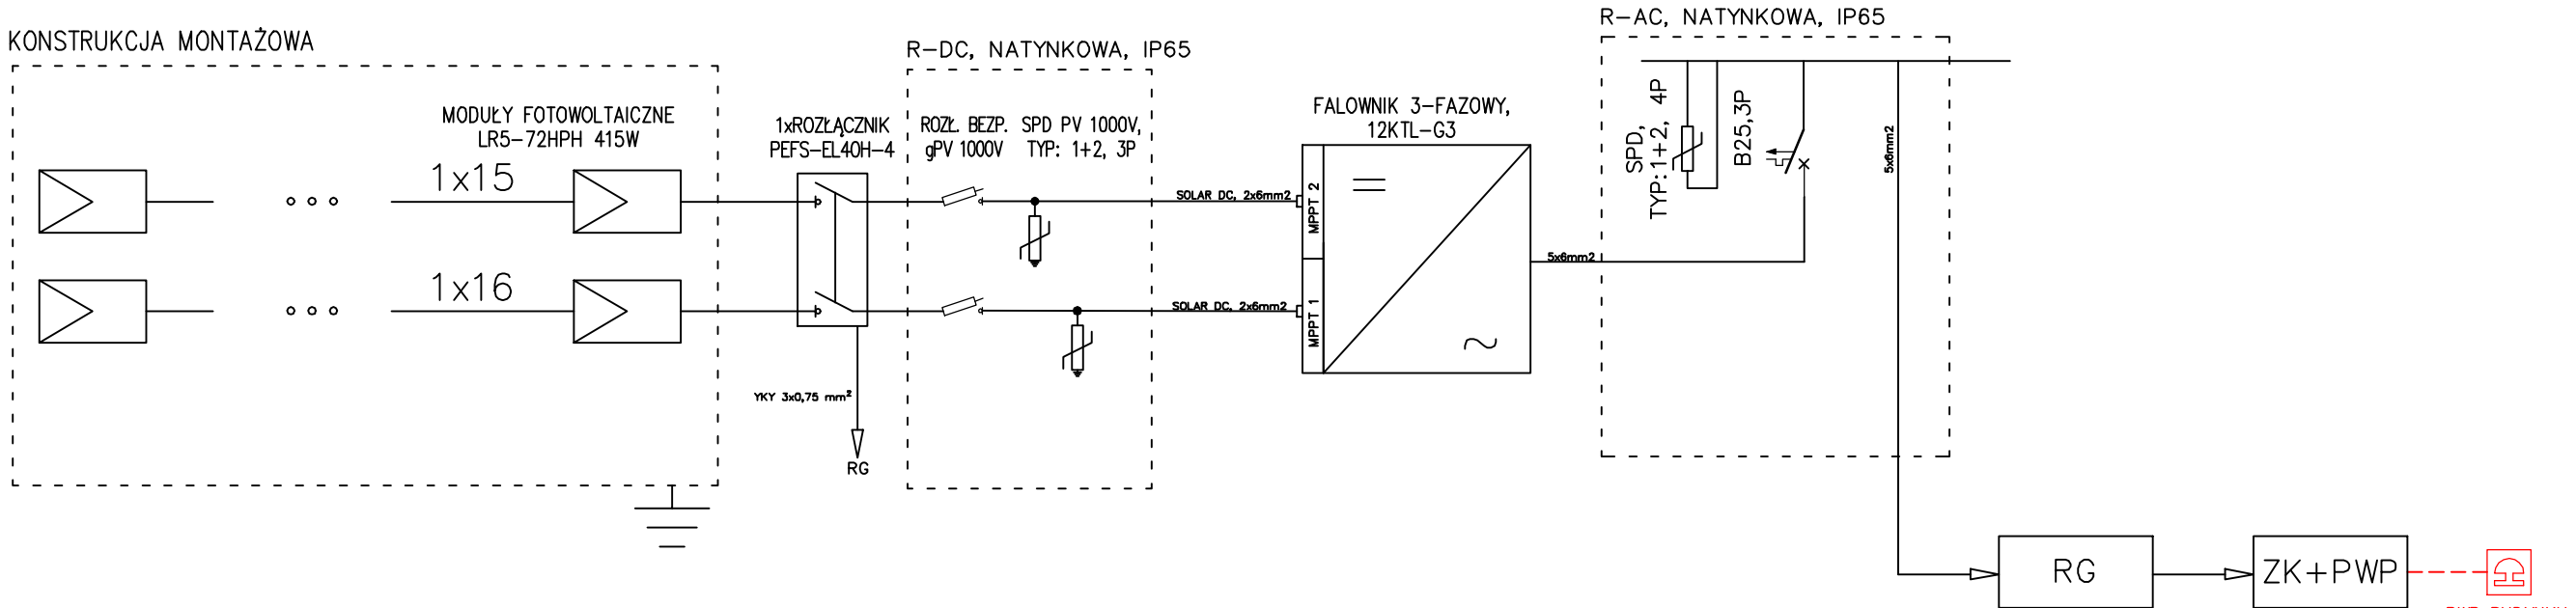 KONSTRUKCJA MONTAŻOWA
MODUŁY FOTOWOLTAICZNE
LR5-72HPH 415W
1x15
1x16
1xROZŁĄCZNIK
PEFS-EL40H-4
YKY 3x0,75 mm²
RG
R-DC, NATYNKOWA, IP65
ROZŁ. BEZP.
gPV 1000V
SPD PV 1000V,
TYP: 1+2, 3P
SOLAR DC, 2x6mm2
SOLAR DC, 2x6mm2
FALOWNIK 3-FAZOWY,
12KTL-G3
MPPT 2
MPPT 1
5x6mm2
R-AC, NATYNKOWA, IP65
SPD,
TYP: 1+2, 4P
B25,3P
5x6mm2
RG
ZK+PWP